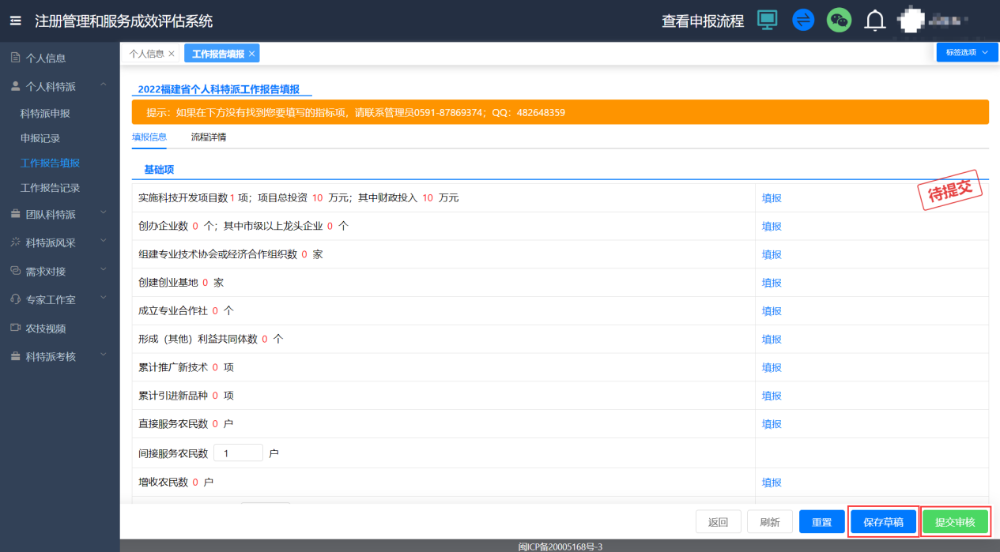 注册管理和服务成效评估系统
查看申报流程
个人信息
个人科特派
科特派申报
申报记录
工作报告填报
工作报告记录
团队科特派
科特派风采
需求对接
专家工作室
农技视频
科特派考核
个人信息 × 工作报告填报 ×
标签选项
2022福建省个人科特派工作报告填报
提示：如果在下方没有找到您要填写的指标项，请联系管理员0591-87869374；QQ：482648359
填报信息 流程详情
基础项
待提交
实施科技开发项目数 1 项；项目总投资 10 万元；其中财政投入 10 万元 填报
创办企业数 0 个；其中市级以上龙头企业 0 个 填报
组建专业技术协会或经济合作组织数 0 家 填报
创建创业基地 0 家 填报
成立专业合作社 0 个 填报
形成（其他）利益共同体数 0 个 填报
累计推广新技术 0 项 填报
累计引进新品种 0 项 填报
直接服务农民数 0 户 填报
间接服务农民数 1 户
增收农民数 0 户 填报
返回 刷新 重置 保存草稿 提交审核
闽ICP备20005168号-3